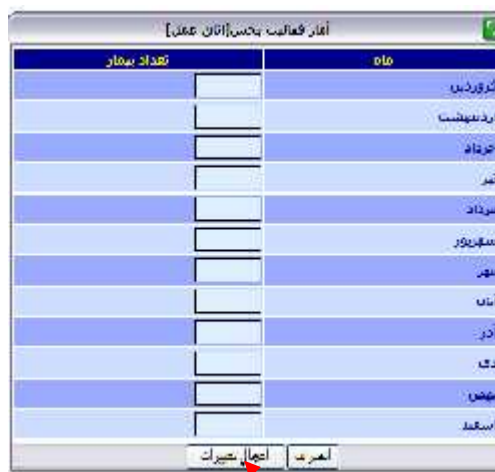 آمار فعالیت بخش[اتاق عمل]
ماه تعداد بیمار
فروردین
اردیبهشت
خرداد
تیر
مرداد
شهریور
مهر
آبان
آذر
دی
بهمن
اسفند
انصراف اعمال تغییرات